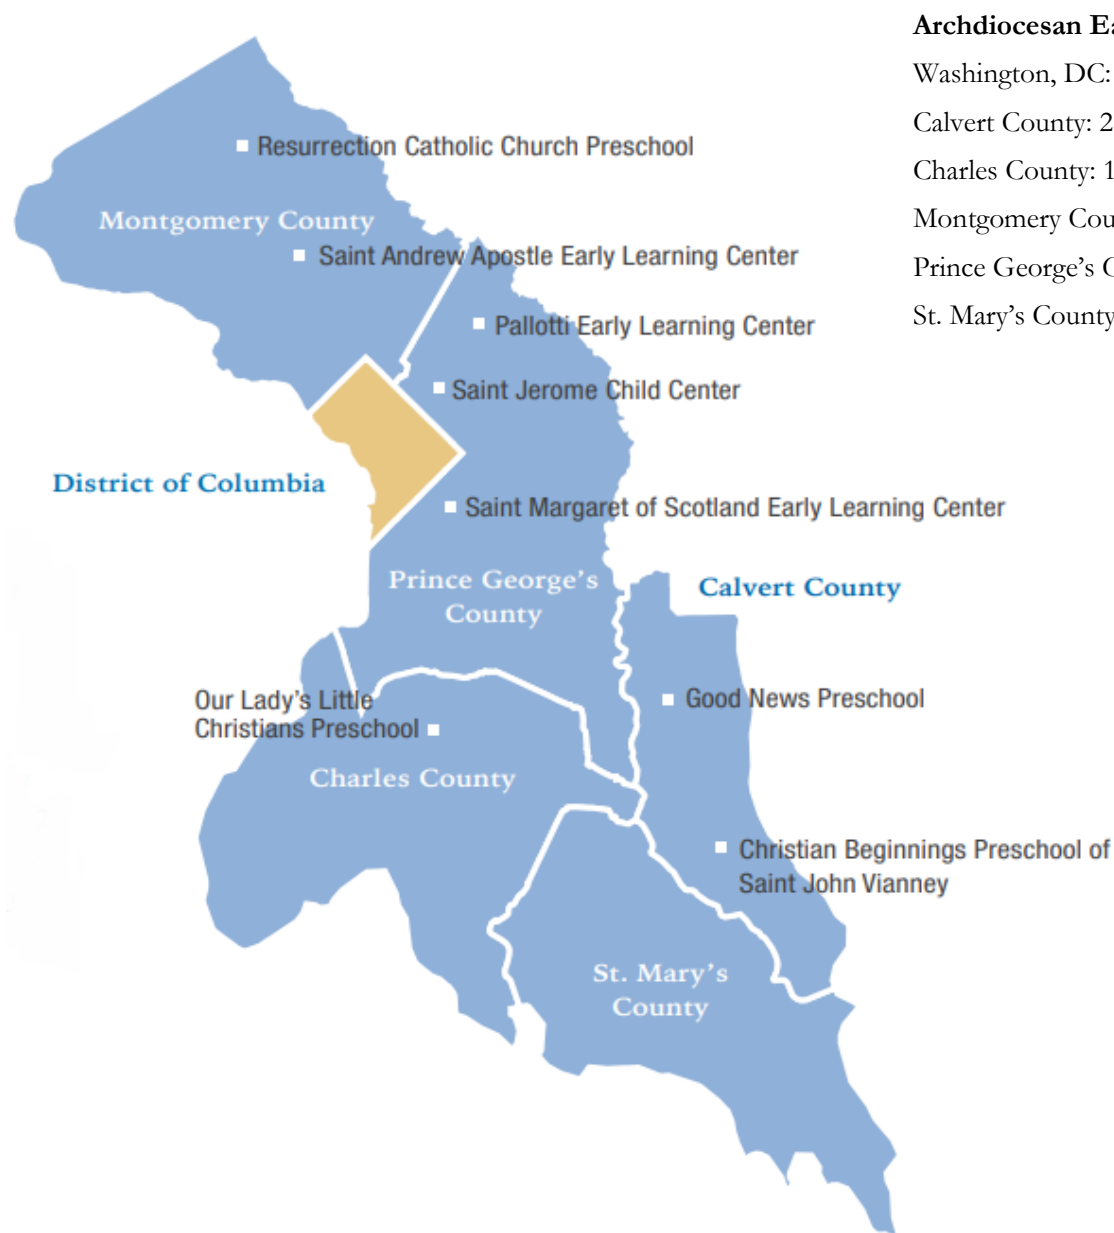 Archdiocesan Ea
Washington, DC:
Calvert County: 2
Charles County: 1
Montgomery Cou
Prince George’s C
St. Mary’s County
Resurrection Catholic Church Preschool
Montgomery County
Saint Andrew Apostle Early Learning Center
Pallotti Early Learning Center
Saint Jerome Child Center
District of Columbia
Saint Margaret of Scotland Early Learning Center
Prince George’s
County
Calvert County
Our Lady’s Little
Christians Preschool
Good News Preschool
Charles County
Christian Beginnings Preschool of
Saint John Vianney
St. Mary’s
County